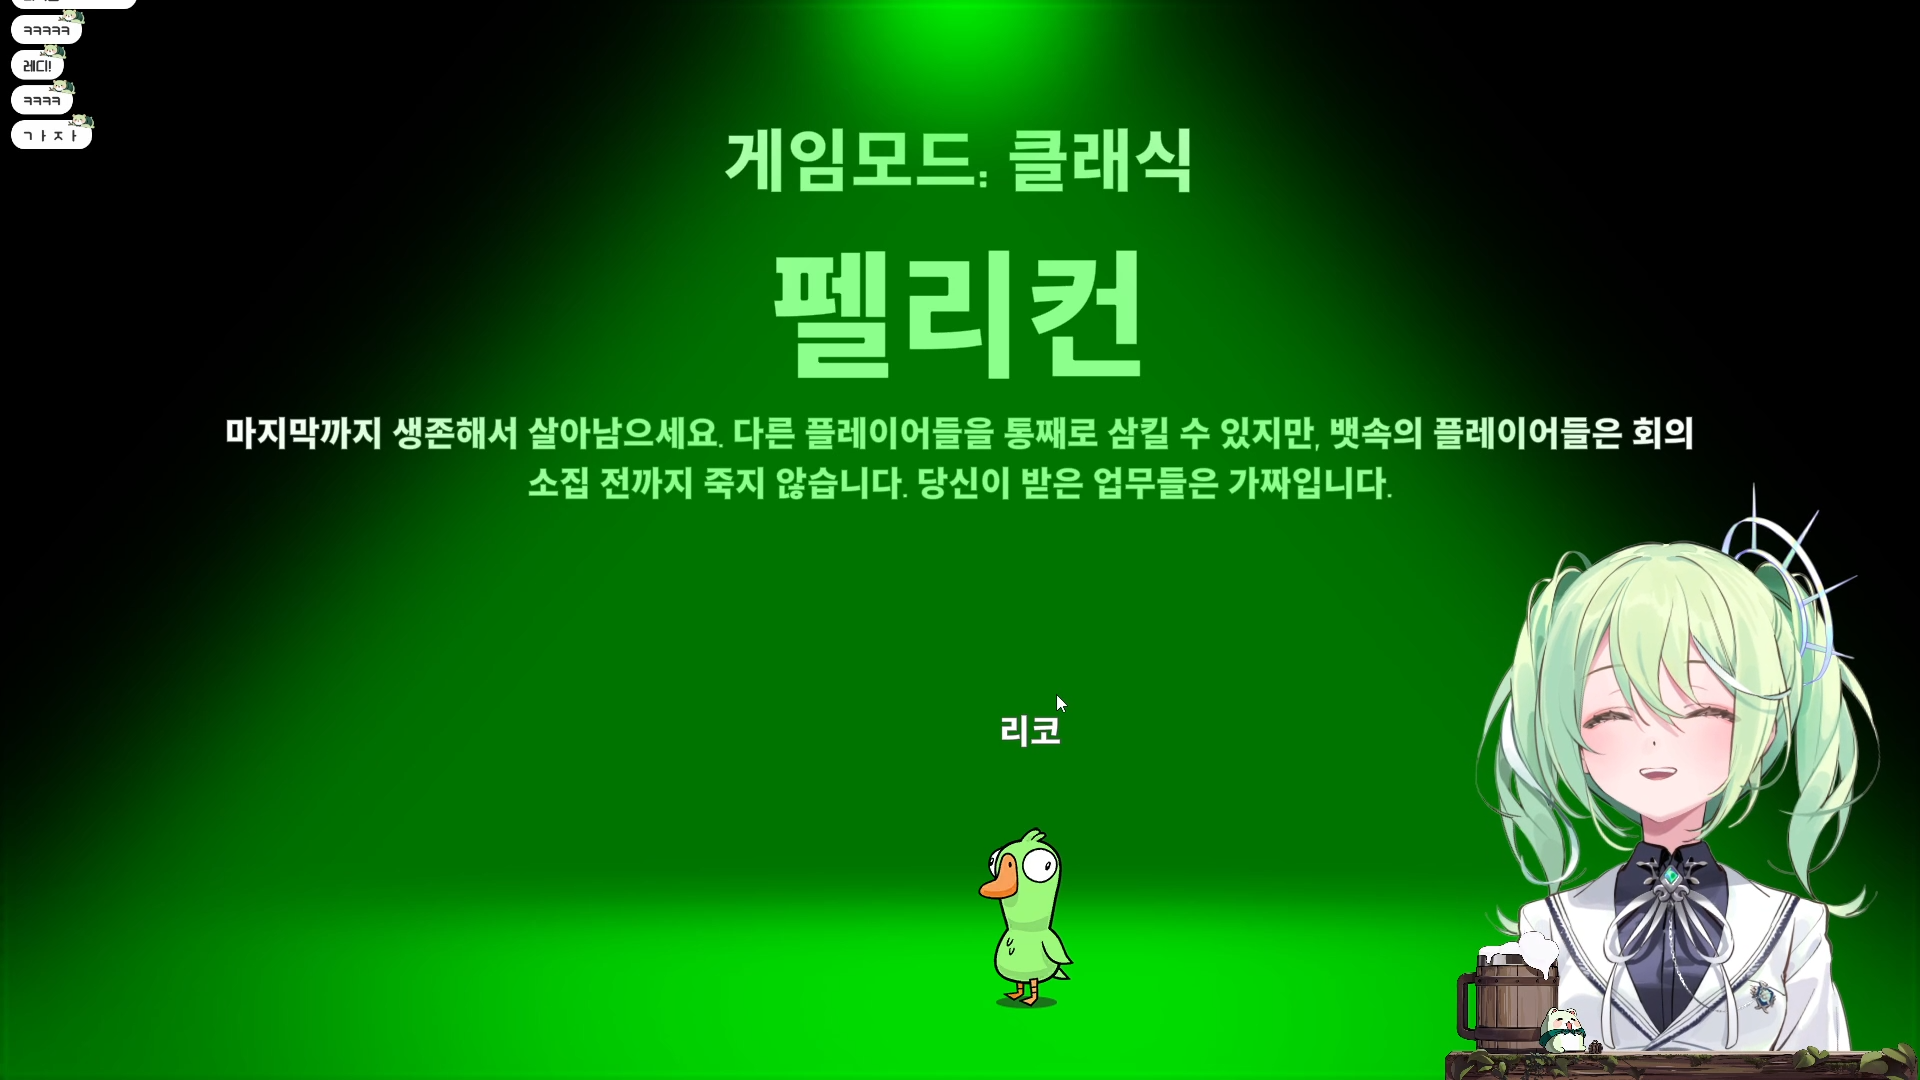 ㅋㅋㅋㅋㅋ
레디!
ㅋㅋㅋㅋ
ㄱㅏㅈㅏ
게임모드: 클래식
펠리컨
마지막까지 생존해서 살아남으세요. 다른 플레이어들을 통째로 삼킬 수 있지만, 뱃속의 플레이어들은 회의
소집 전까지 죽지 않습니다. 당신이 받은 업무들은 가짜입니다.
리코